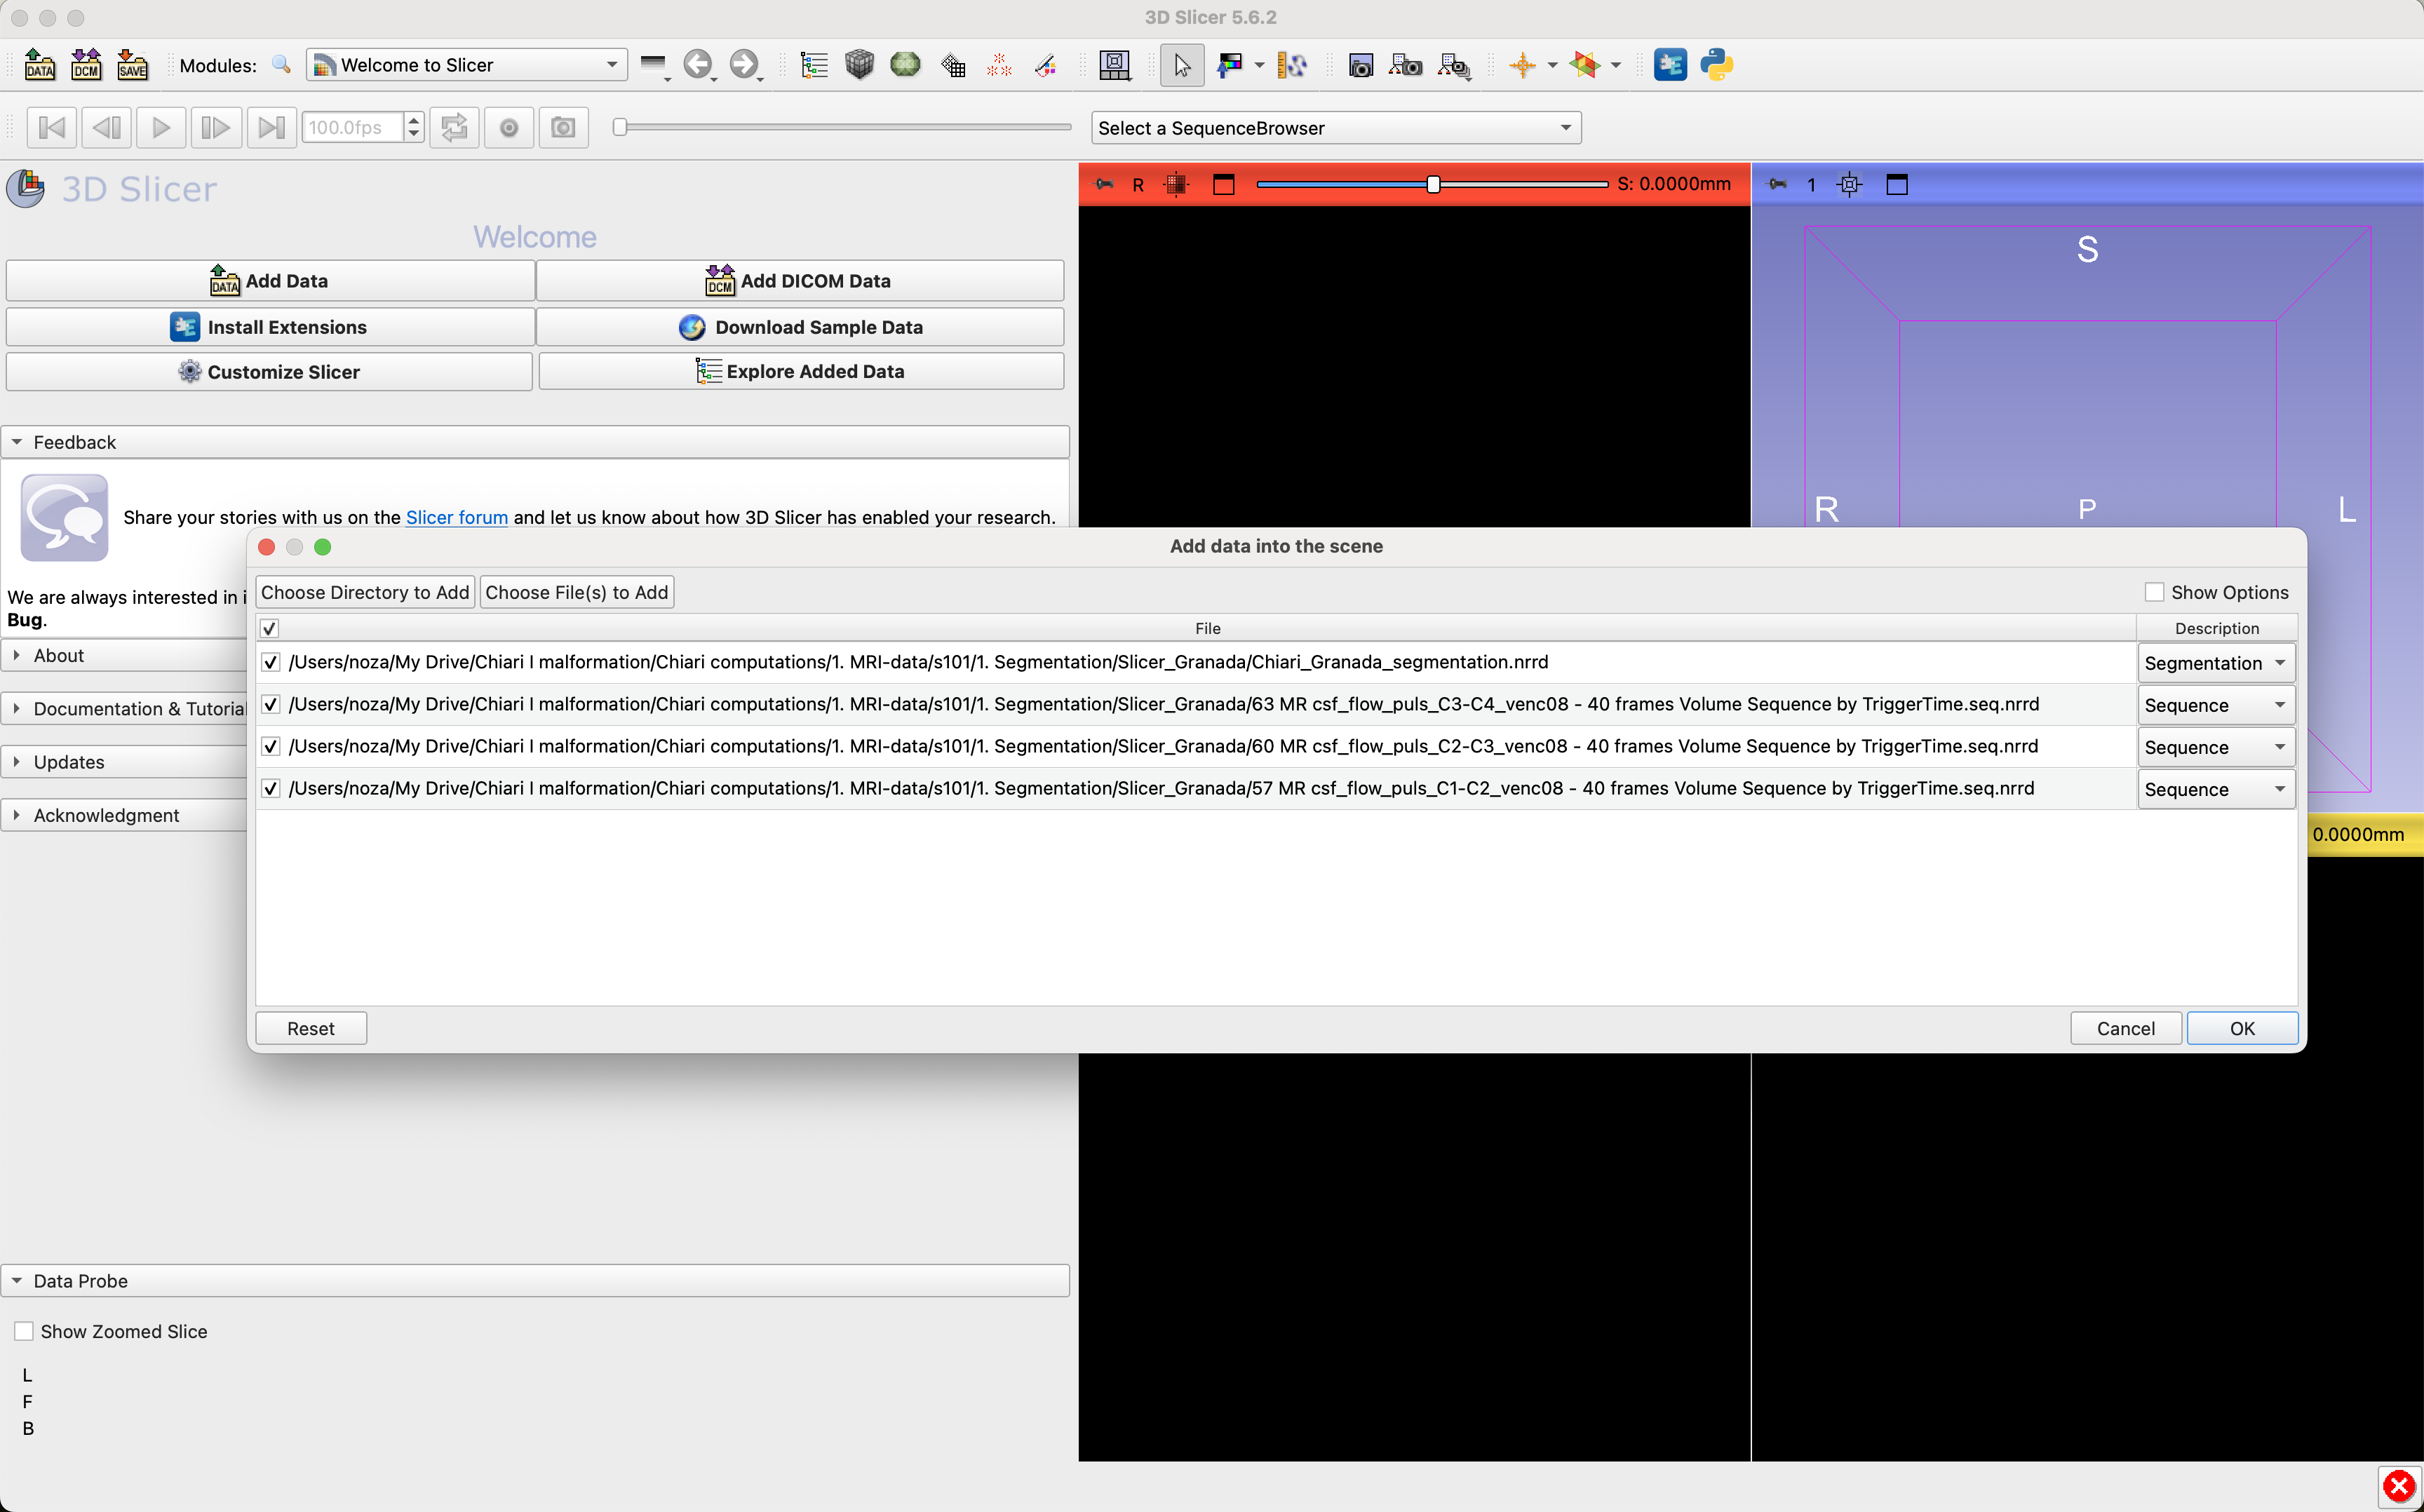 3D Slicer 5.6.2
DATA DCM SAVE Modules: Welcome to Slicer
100.0fps Select a SequenceBrowser
3D Slicer
R S: 0.0000mm 1
Welcome
DATA Add Data DCM Add DICOM Data
Install Extensions Download Sample Data
Customize Slicer Explore Added Data
S
R P L
Feedback
Share your stories with us on the Slicer forum and let us know about how 3D Slicer has enabled your research.
We are always interested in i
Bug.
About
Documentation & Tutorial
Updates
Acknowledgment
Add data into the scene
Choose Directory to Add Choose File(s) to Add Show Options
File Description
/Users/noza/My Drive/Chiari I malformation/Chiari computations/1. MRI-data/s101/1. Segmentation/Slicer_Granada/Chiari_Granada_segmentation.nrrd Segmentation
/Users/noza/My Drive/Chiari I malformation/Chiari computations/1. MRI-data/s101/1. Segmentation/Slicer_Granada/63 MR csf_flow_puls_C3-C4_venc08 - 40 frames Volume Sequence by TriggerTime.seq.nrrd Sequence
/Users/noza/My Drive/Chiari I malformation/Chiari computations/1. MRI-data/s101/1. Segmentation/Slicer_Granada/60 MR csf_flow_puls_C2-C3_venc08 - 40 frames Volume Sequence by TriggerTime.seq.nrrd Sequence
/Users/noza/My Drive/Chiari I malformation/Chiari computations/1. MRI-data/s101/1. Segmentation/Slicer_Granada/57 MR csf_flow_puls_C1-C2_venc08 - 40 frames Volume Sequence by TriggerTime.seq.nrrd Sequence
0.0000mm
Reset Cancel OK
Data Probe
Show Zoomed Slice
L
F
B